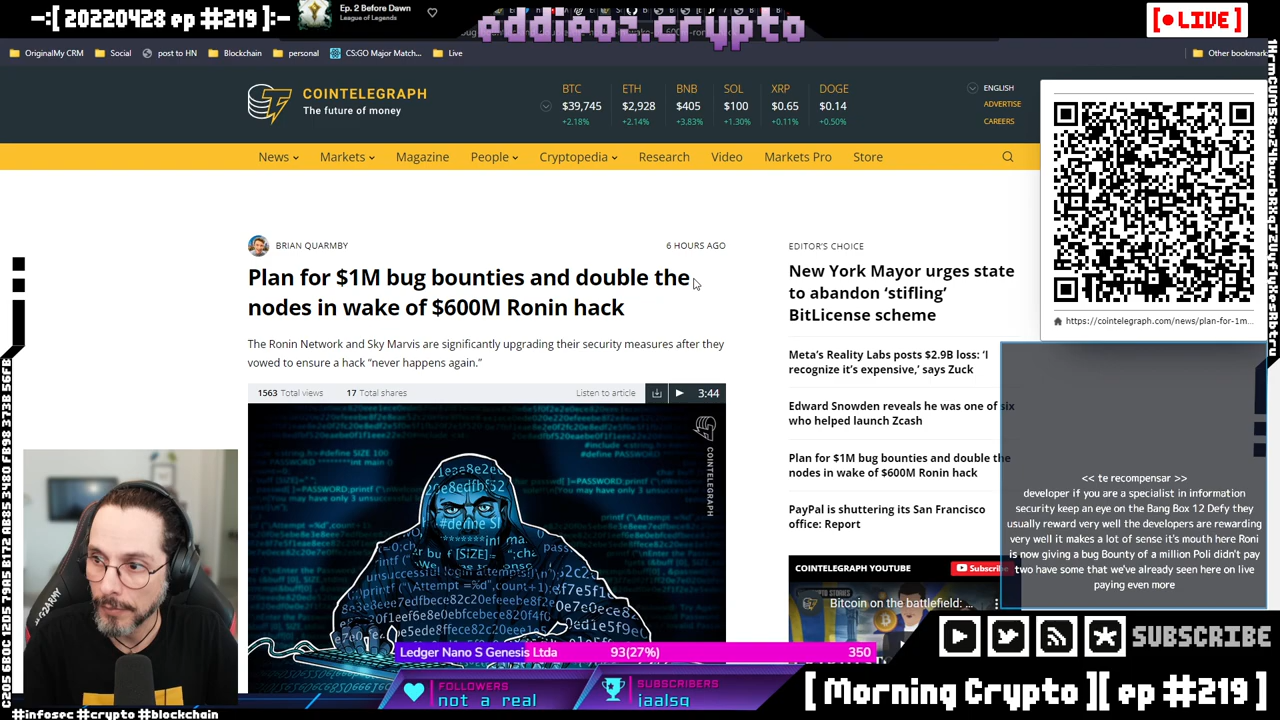 -:[ 20220428 ep #219 ]:-
Ep. 2 Before Dawn
League of Legends
eddieoz.crypto
[ LIVE ]
OriginalMy CRM
Social
post to HN
Blockchain
personal
CS:GO Major Match...
Live
Other bookmark
COINTELEGRAPH
The future of money
BTC ETH BNB SOL XRP DOGE
$39,745 $2,928 $405 $100 $0.65 $0.14
+2.18% +2.14% +3.83% +1.30% +0.11% +0.50%
ENGLISH
ADVERTISE
CAREERS
News Markets Magazine People Cryptopedia Research Video Markets Pro Store
https://cointelegraph.com/news/plan-for-1m...
BRIAN QUARMBY
6 HOURS AGO
Plan for $1M bug bounties and double the
nodes in wake of $600M Ronin hack
The Ronin Network and Sky Marvis are significantly upgrading their security measures after they
vowed to ensure a hack “never happens again.”
1563 Total views
17 Total shares
Listen to article
3:44
COINTELEGRAPH
EDITOR'S CHOICE
New York Mayor urges state
to abandon ‘stifling’
BitLicense scheme
Meta’s Reality Labs posts $2.9B loss: ‘I
recognize it’s expensive,’ says Zuck
Edward Snowden reveals he was one of six
who helped launch Zcash
Plan for $1M bug bounties and double the
nodes in wake of $600M Ronin hack
PayPal is shuttering its San Francisco
office: Report
COINTELEGRAPH YOUTUBE
Subscribe
Bitcoin on the battlefield: ...
<< te recompensar >>
developer if you are a specialist in information
security keep an eye on the Bang Box 12 Defy they
usually reward very well the developers are rewarding
very well it makes a lot of sense it's mouth here Roni
is now giving a bug Bounty of a million Poli didn't pay
two have some that we've already seen here on live
paying even more
Ledger Nano S Genesis Ltda
93(27%)
350
FOLLOWERS
not a real
SUBSCRIBERS
iaalsq
SUBSCRIBE
[ Morning Crypto ][ ep #219 ]
#infosec #crypto #blockchain